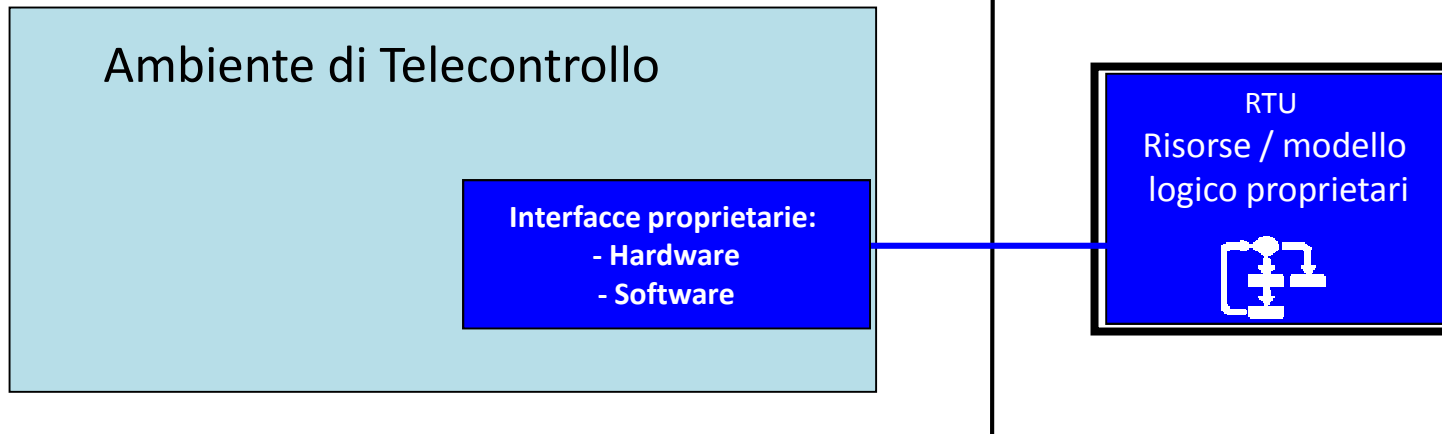 Ambiente di Telecontrollo
Interfacce proprietarie:
- Hardware
- Software
RTU
Risorse / modello
logico proprietari